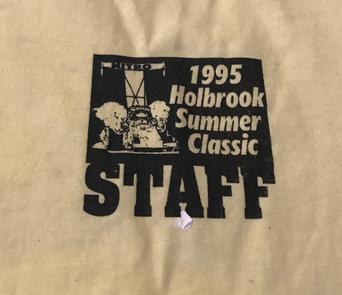 NITRO
1995
Holbrook
Summer
Classic
STAFF